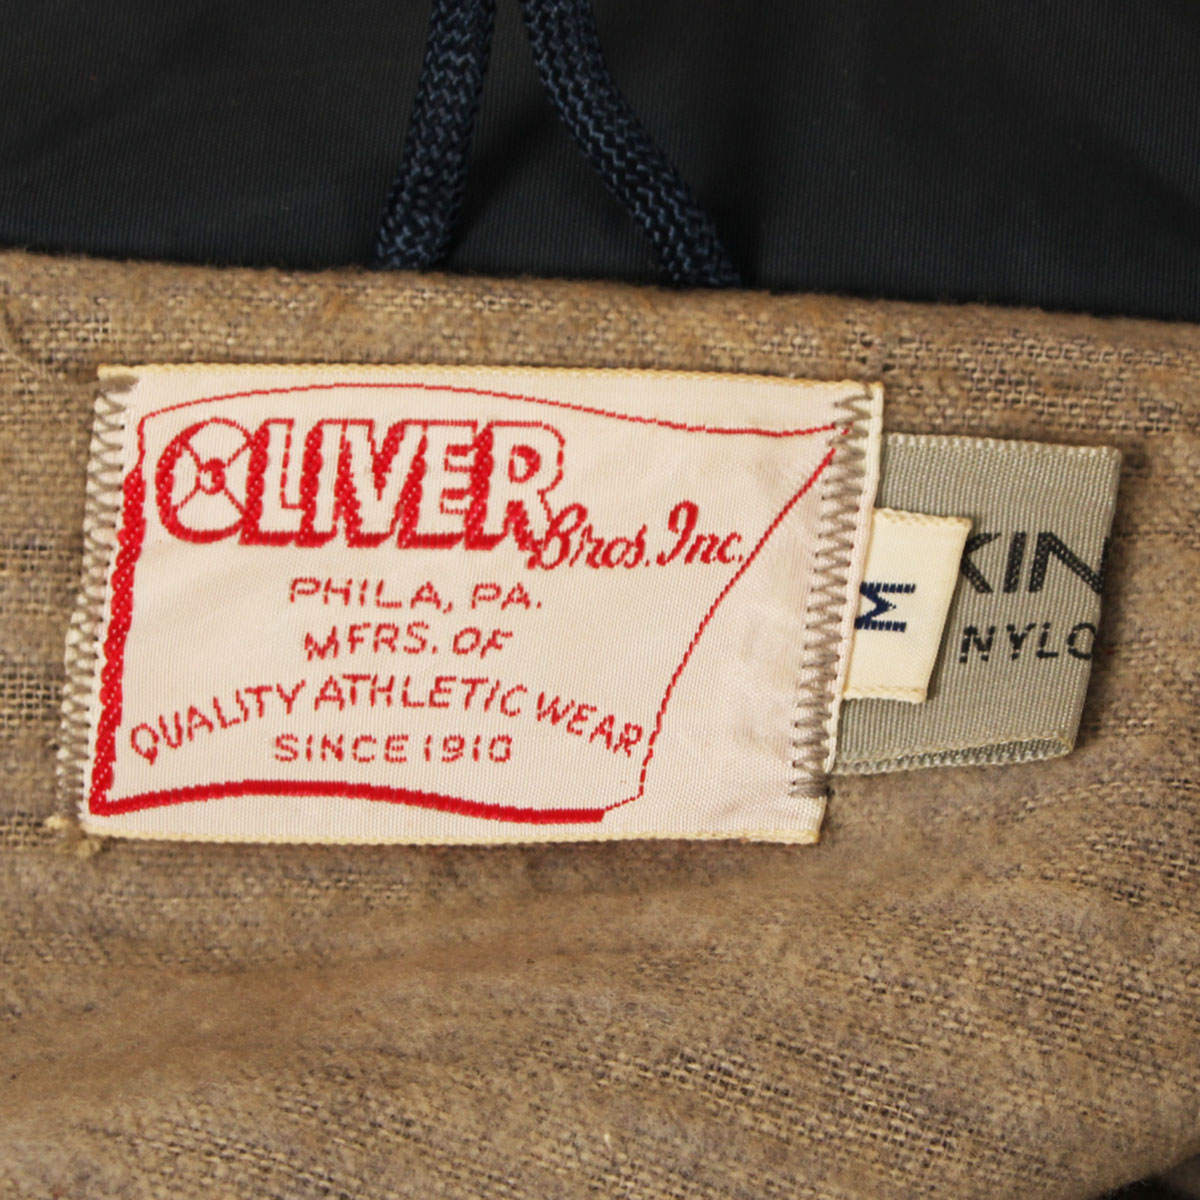 OLIVER
Bros. Inc.
PHILA, PA.
MFRS. OF
QUALITY ATHLETIC WEAR
SINCE 1910
M